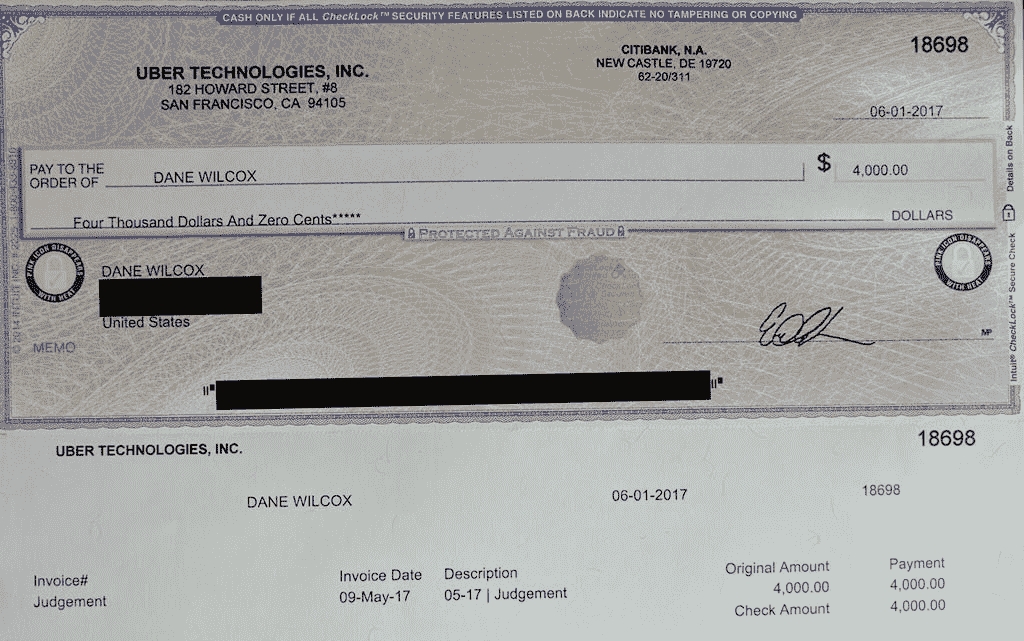 CASH ONLY IF ALL CheckLock™ SECURITY FEATURES LISTED ON BACK INDICATE NO TAMPERING OR COPYING
18698
UBER TECHNOLOGIES, INC.
182 HOWARD STREET, #8
SAN FRANCISCO, CA 94105
CITIBANK, N.A.
NEW CASTLE, DE 19720
62-20/311
06-01-2017
PAY TO THE
ORDER OF
DANE WILCOX
$ 4,000.00
Four Thousand Dollars And Zero Cents*****
DOLLARS
PROTECTED AGAINST FRAUD
PINK ICON DISAPPEARS WITH HEAT
PINK ICON DISAPPEARS WITH HEAT
DANE WILCOX
United States
MEMO
MP
Intuit® CheckLock™ Secure Check
Details on Back
UBER TECHNOLOGIES, INC.
18698
DANE WILCOX 06-01-2017 18698
Invoice# Invoice Date Description Original Amount Payment
Judgement 09-May-17 05-17 | Judgement 4,000.00 4,000.00
Check Amount 4,000.00